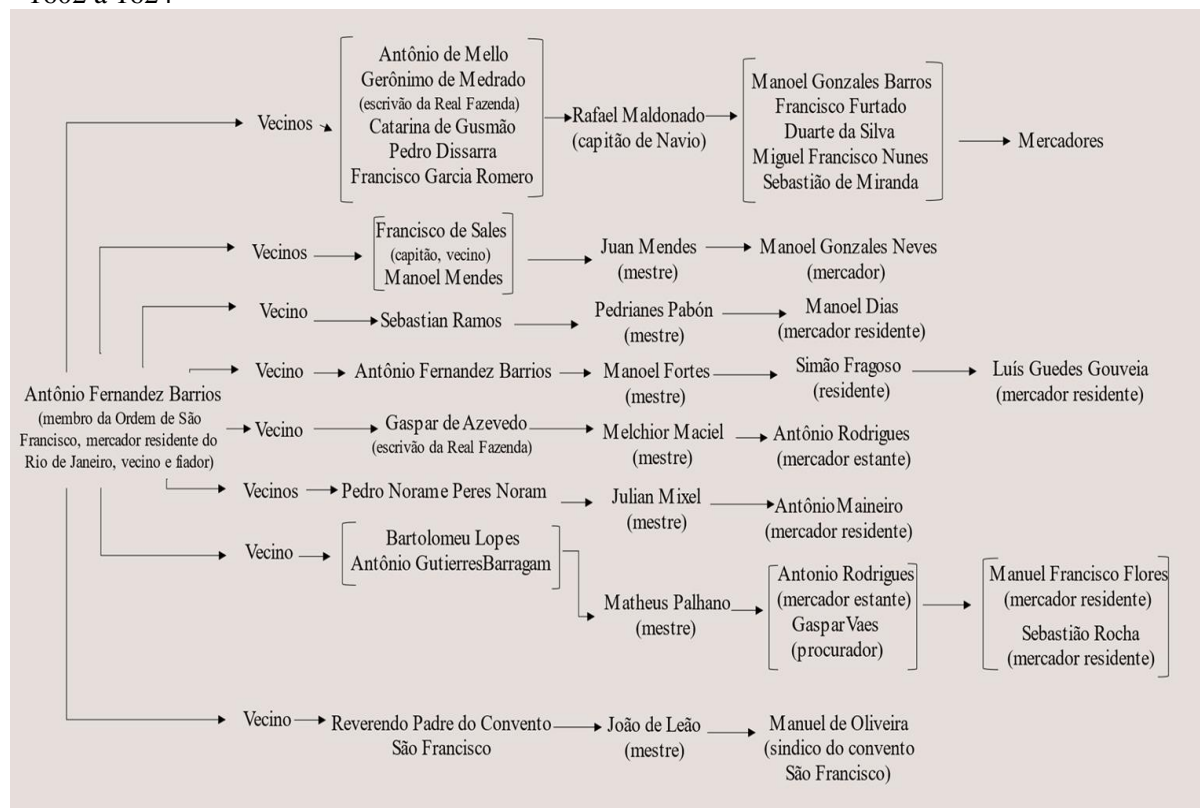 Antônio de Mello
Gerônimo de Medrado
(escrivão da Real Fazenda)
Catarina de Gusmão
Pedro Dissarra
Francisco Garcia Romero
Vecinos
Rafael Maldonado
(capitão de Navio)
Manoel Gonzales Barros
Francisco Furtado
Duarte da Silva
Miguel Francisco Nunes
Sebastião de Miranda
Mercadores
Vecinos
Francisco de Sales
(capitão, vecino)
Manoel Mendes
Juan Mendes
(mestre)
Manoel Gonzales Neves
(mercador)
Vecino
Sebastian Ramos
Pedrianes Pabón
(mestre)
Manoel Dias
(mercador residente)
Antônio Fernandez Barrios
(membro da Ordem de São
Francisco, mercador residente do
Rio de Janeiro, vecino e fiador)
Vecino
Antônio Fernandez Barrios
Manoel Fortes
(mestre)
Simão Fragoso
(residente)
Luís Guedes Gouveia
(mercador residente)
Vecino
Gaspar de Azevedo
(escrivão da Real Fazenda)
Melchior Maciel
(mestre)
Antônio Rodrigues
(mercador estante)
Vecinos
Pedro Norame Peres Noram
Julian Mixel
(mestre)
Antônio Maineiro
(mercador residente)
Vecino
Bartolomeu Lopes
Antônio GutierresBarragam
Matheus Palhano
(mestre)
Antonio Rodrigues
(mercador estante)
Gaspar Vaes
(procurador)
Manuel Francisco Flores
(mercador residente)
Sebastião Rocha
(mercador residente)
Vecino
Reverendo Padre do Convento
São Francisco
João de Leão
(mestre)
Manuel de Oliveira
(sindico do convento
São Francisco)